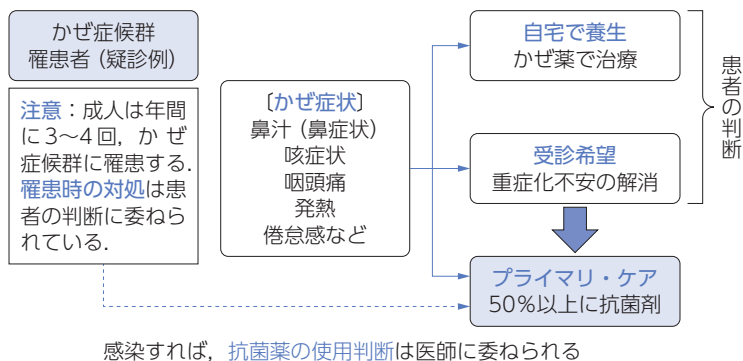 かぜ症候群
罹患者（疑診例）
注意：成人は年間
に3〜4回，かぜ
症候群に罹患する．
罹患時の対処は患
者の判断に委ねら
れている．
〔かぜ症状〕
鼻汁（鼻症状）
咳症状
咽頭痛
発熱
倦怠感など
自宅で養生
かぜ薬で治療
受診希望
重症化不安の解消
患者の判断
プライマリ・ケア
50％以上に抗菌剤
感染すれば，抗菌薬の使用判断は医師に委ねられる